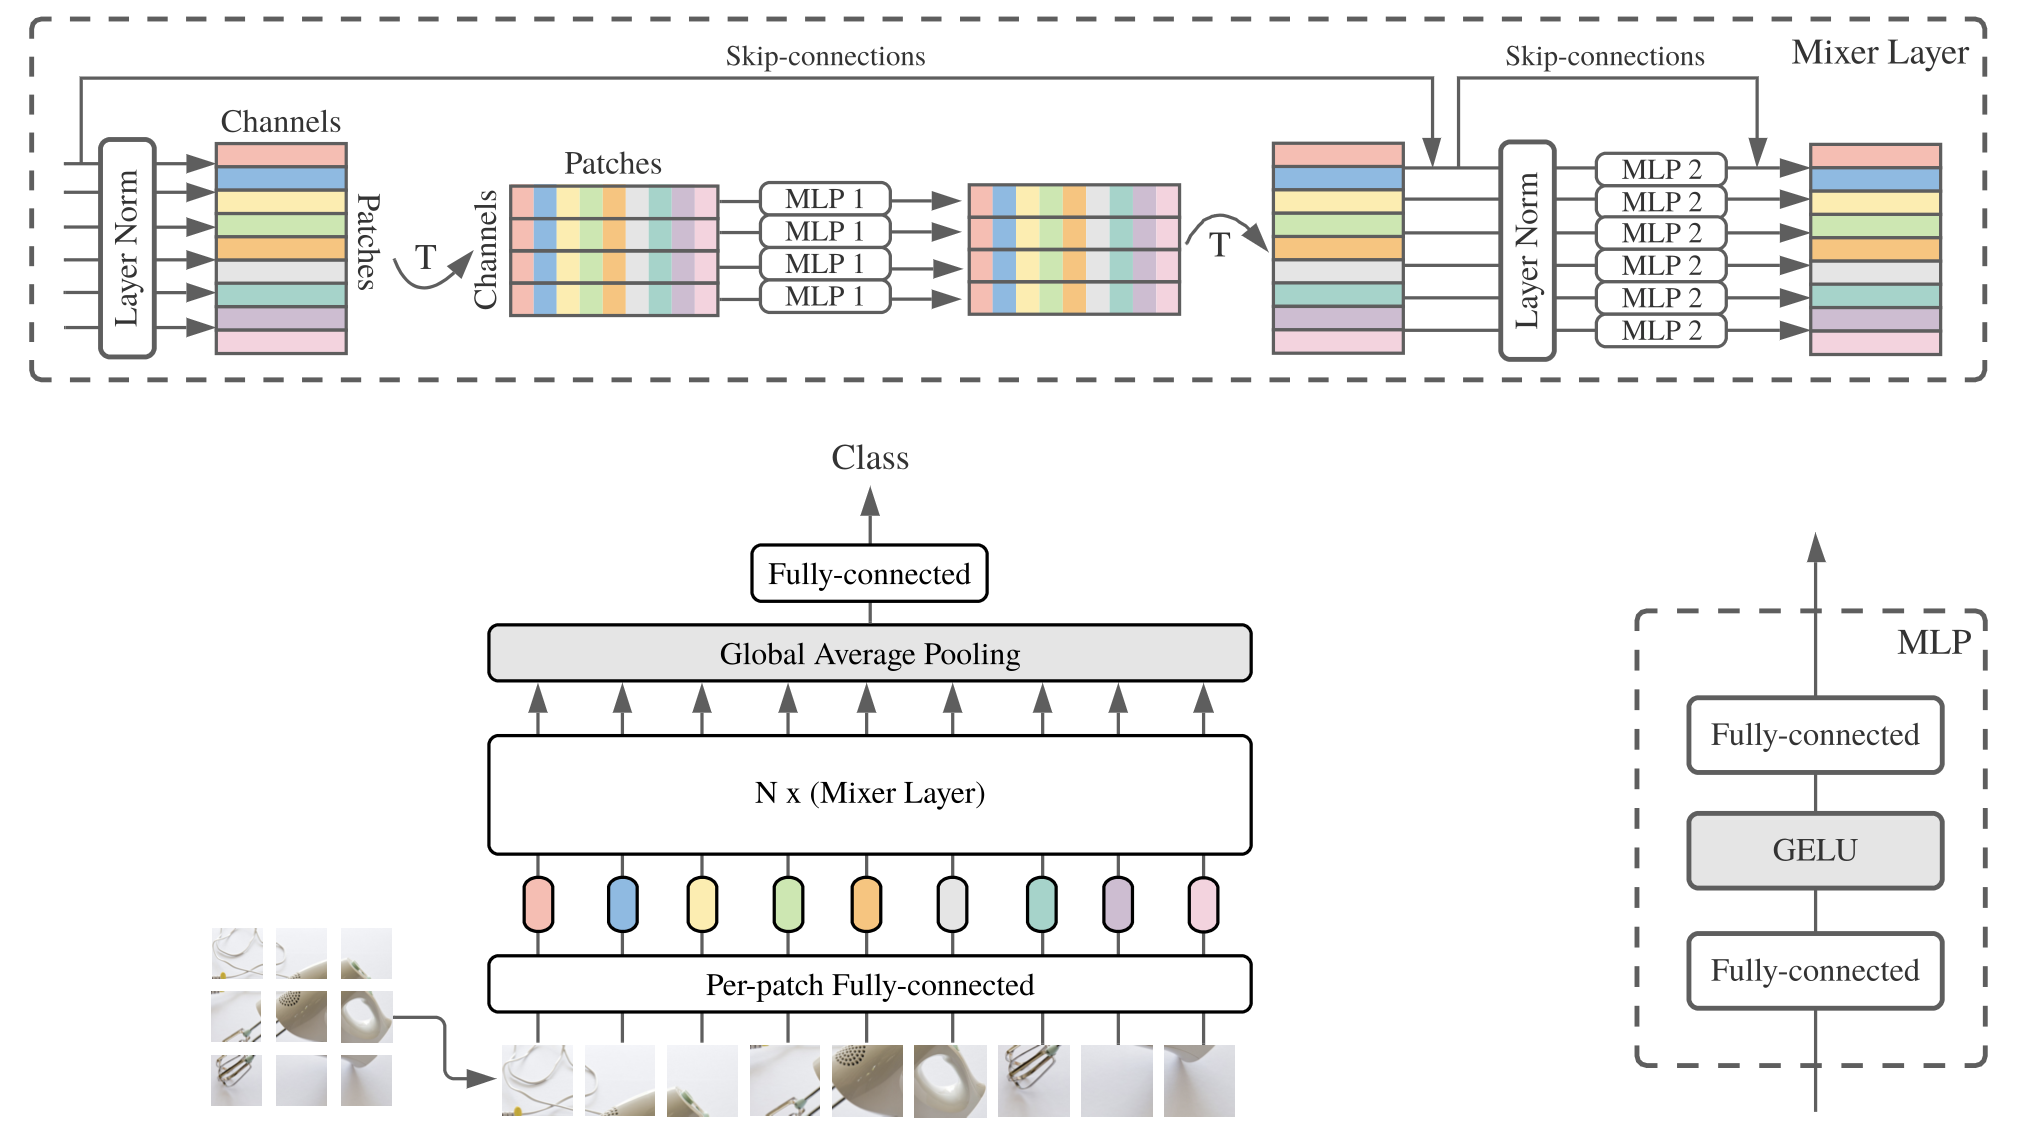 Skip-connections
Skip-connections
Mixer Layer
Channels
Patches
Layer Norm
Patches
T
Channels
MLP 1
MLP 1
MLP 1
MLP 1
T
Layer Norm
MLP 2
MLP 2
MLP 2
MLP 2
MLP 2
MLP 2
Class
Fully-connected
Global Average Pooling
N x (Mixer Layer)
Per-patch Fully-connected
MLP
Fully-connected
GELU
Fully-connected